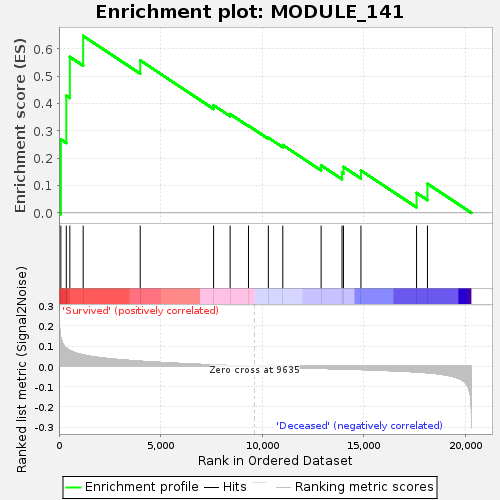 Enrichment plot: MODULE_141
Enrichment score (ES)
0.6
0.5
0.4
0.3
0.2
0.1
0.0
Ranked list metric (Signal2Noise)
0.3
0.2
0.1
0.0
-0.1
-0.2
-0.3
'Survived' (positively correlated)
Zero cross at 9635
'Deceased' (negatively correlated)
0 5,000 10,000 15,000 20,000
Rank in Ordered Dataset
Enrichment profile Hits Ranking metric scores